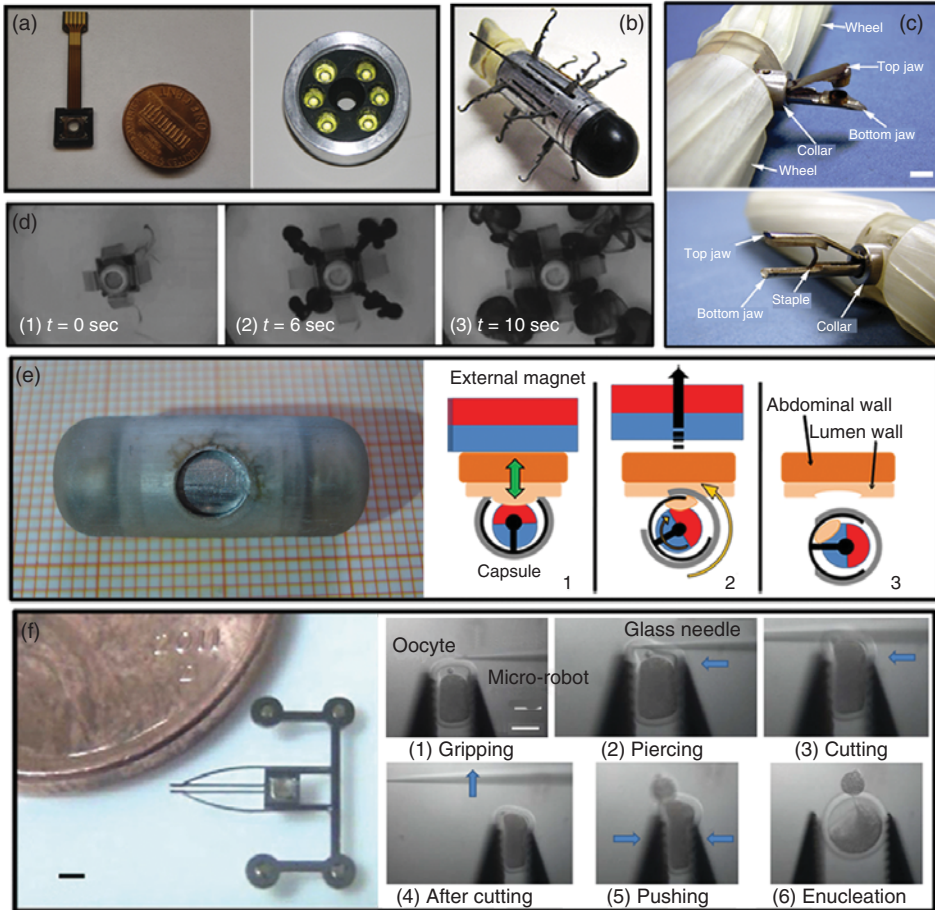 (a)
(b)
(c)
Wheel
Top jaw
Bottom jaw
Collar
Wheel
Top jaw
Staple
Bottom jaw
Collar
(d)
(1) t = 0 sec
(2) t = 6 sec
(3) t = 10 sec
(e)
External magnet
Abdominal wall
Lumen wall
Capsule
1
2
3
(f)
Oocyte
Micro-robot
Glass needle
(1) Gripping
(2) Piercing
(3) Cutting
(4) After cutting
(5) Pushing
(6) Enucleation